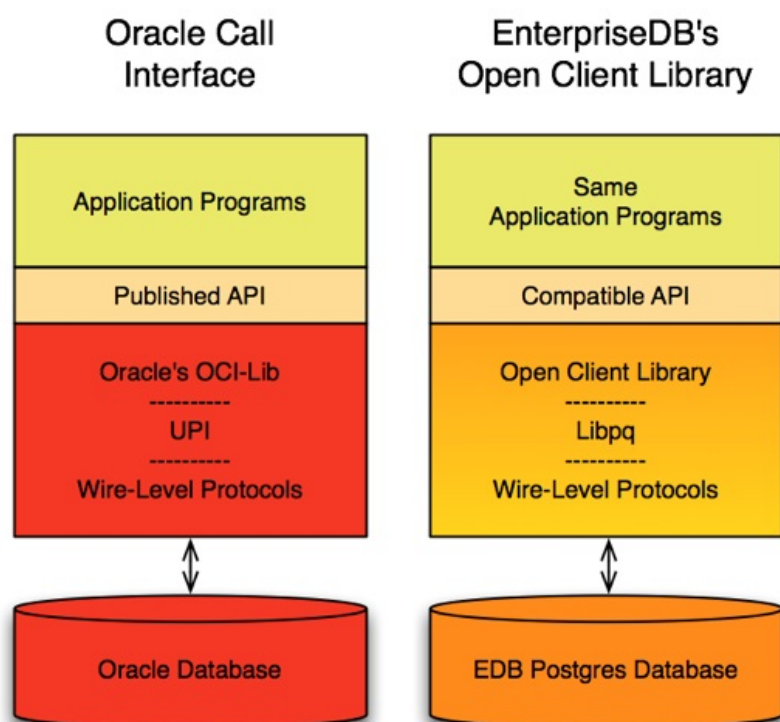 Oracle Call
Interface
Application Programs
Published API
Oracle's OCI-Lib
----------
UPI
----------
Wire-Level Protocols
Oracle Database
EnterpriseDB's
Open Client Library
Same
Application Programs
Compatible API
Open Client Library
----------
Libpq
----------
Wire-Level Protocols
EDB Postgres Database